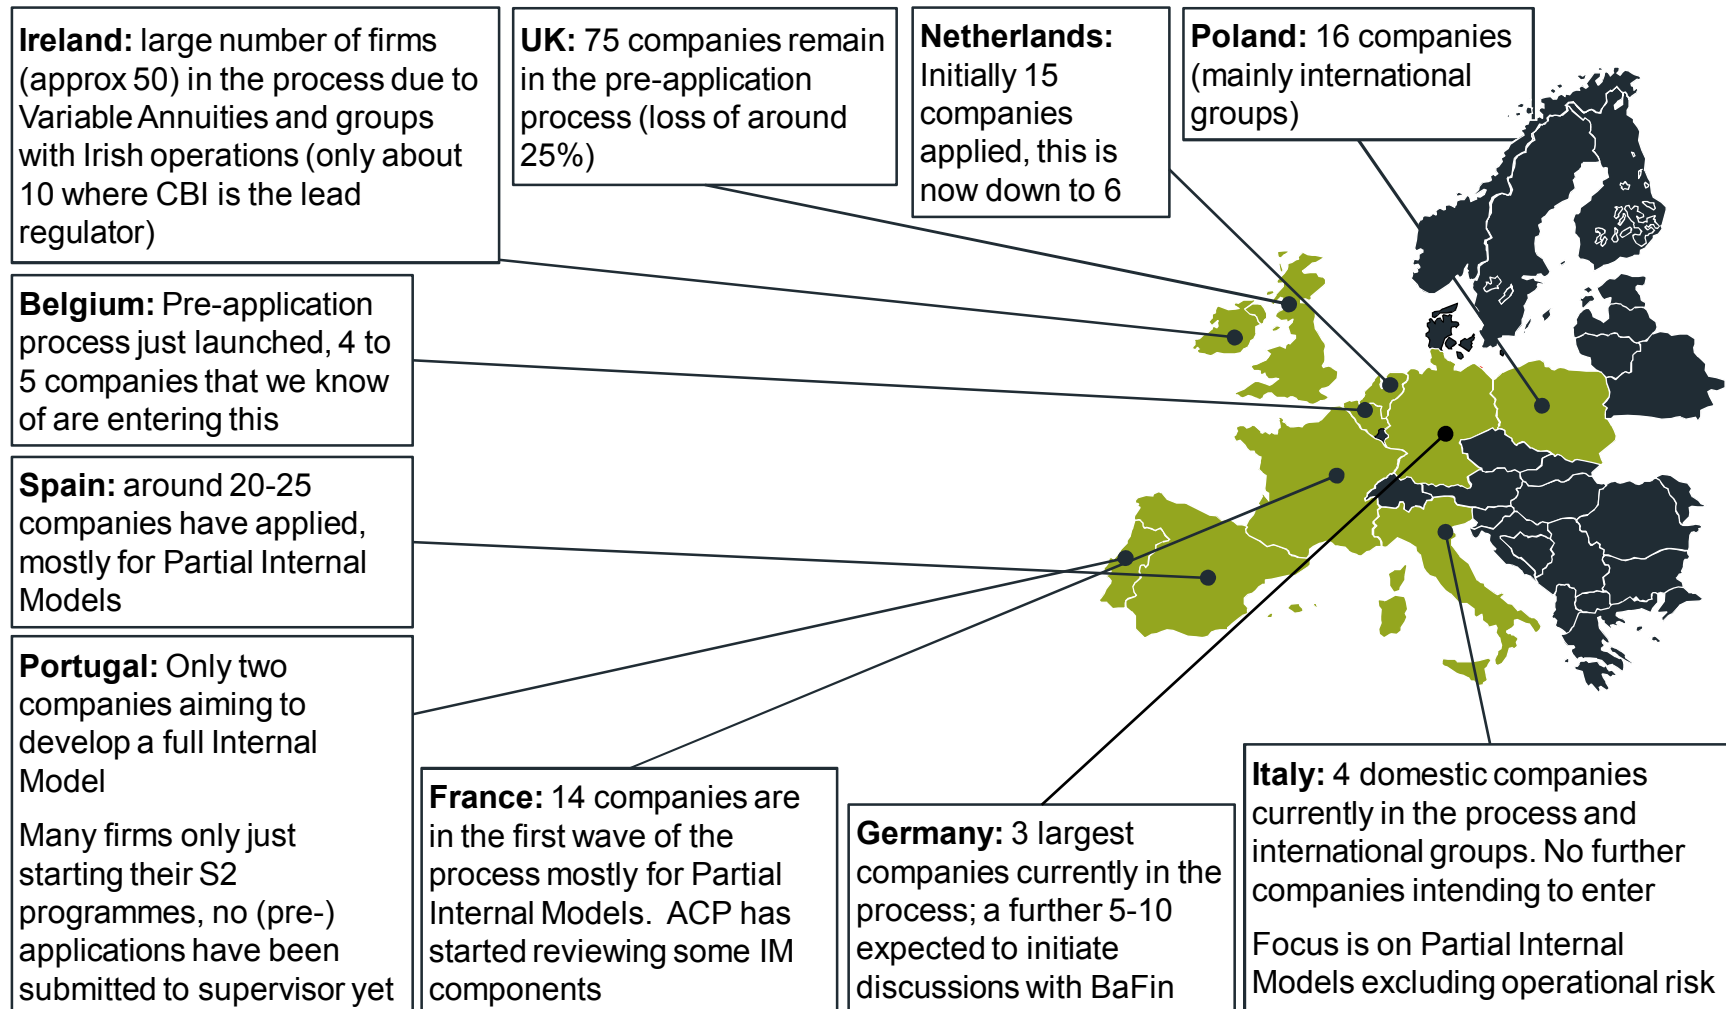 Ireland: large number of firms
(approx 50) in the process due to
Variable Annuities and groups
with Irish operations (only about
10 where CBI is the lead
regulator)
UK: 75 companies remain
in the pre-application
process (loss of around
25%)
Netherlands:
Initially 15
companies
applied, this is
now down to 6
Poland: 16 companies
(mainly international
groups)
Belgium: Pre-application
process just launched, 4 to
5 companies that we know
of are entering this
Spain: around 20-25
companies have applied,
mostly for Partial Internal
Models
Portugal: Only two
companies aiming to
develop a full Internal
Model
Many firms only just
starting their S2
programmes, no (pre-)
applications have been
submitted to supervisor yet
France: 14 companies are
in the first wave of the
process mostly for Partial
Internal Models. ACP has
started reviewing some IM
components
Germany: 3 largest
companies currently in the
process; a further 5-10
expected to initiate
discussions with BaFin
Italy: 4 domestic companies
currently in the process and
international groups. No further
companies intending to enter
Focus is on Partial Internal
Models excluding operational risk